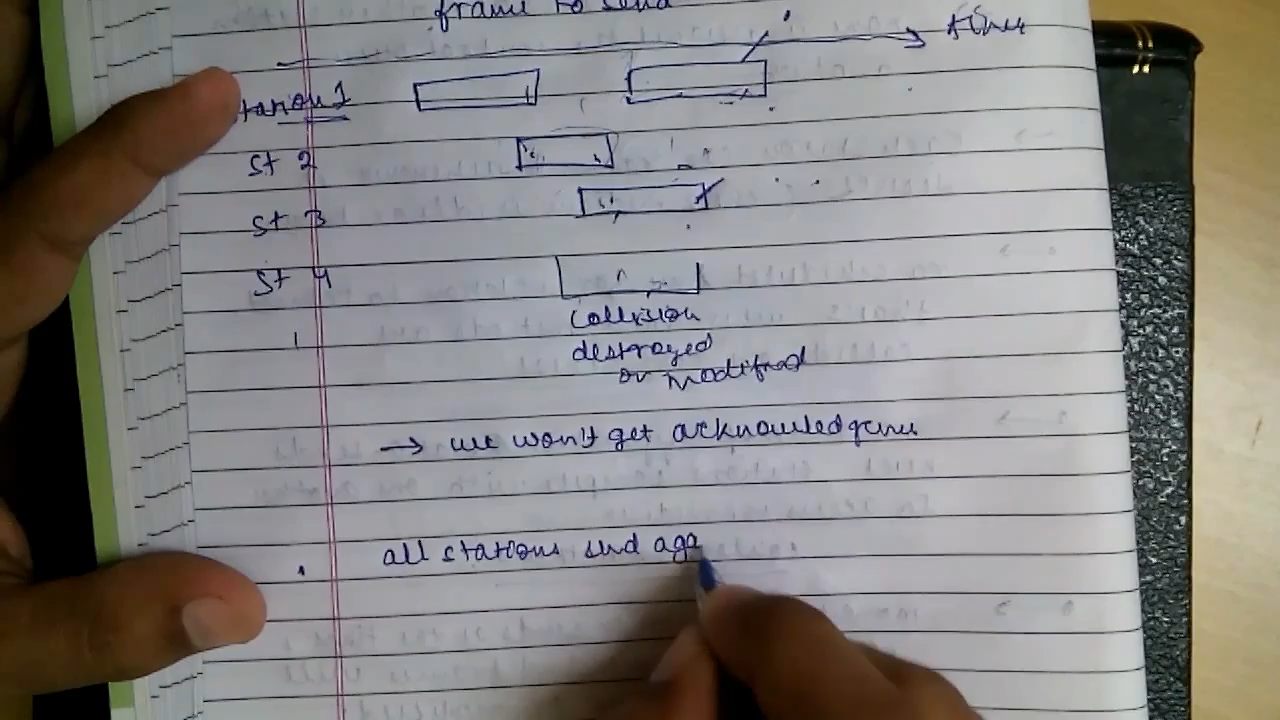 frame to send
time
station 1
St 2
St 3
St 4
collision
destroyed
or modified
→ we won't get acknowledgement
all stations send aga